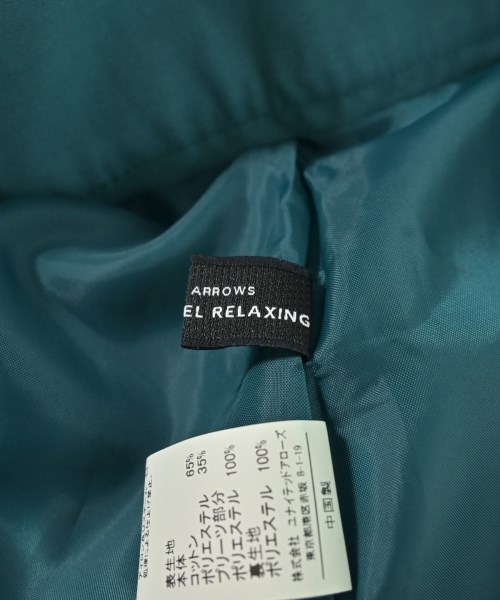 ARROWS
EL RELAXING
表生地
本体
コットン 65%
ポリエステル 35%
プリーツ部分
ポリエステル 100%
裏生地
ポリエステル 100%
株式会社 ユナイテッドアローズ
東京都港区赤坂 8-1-19
中国製